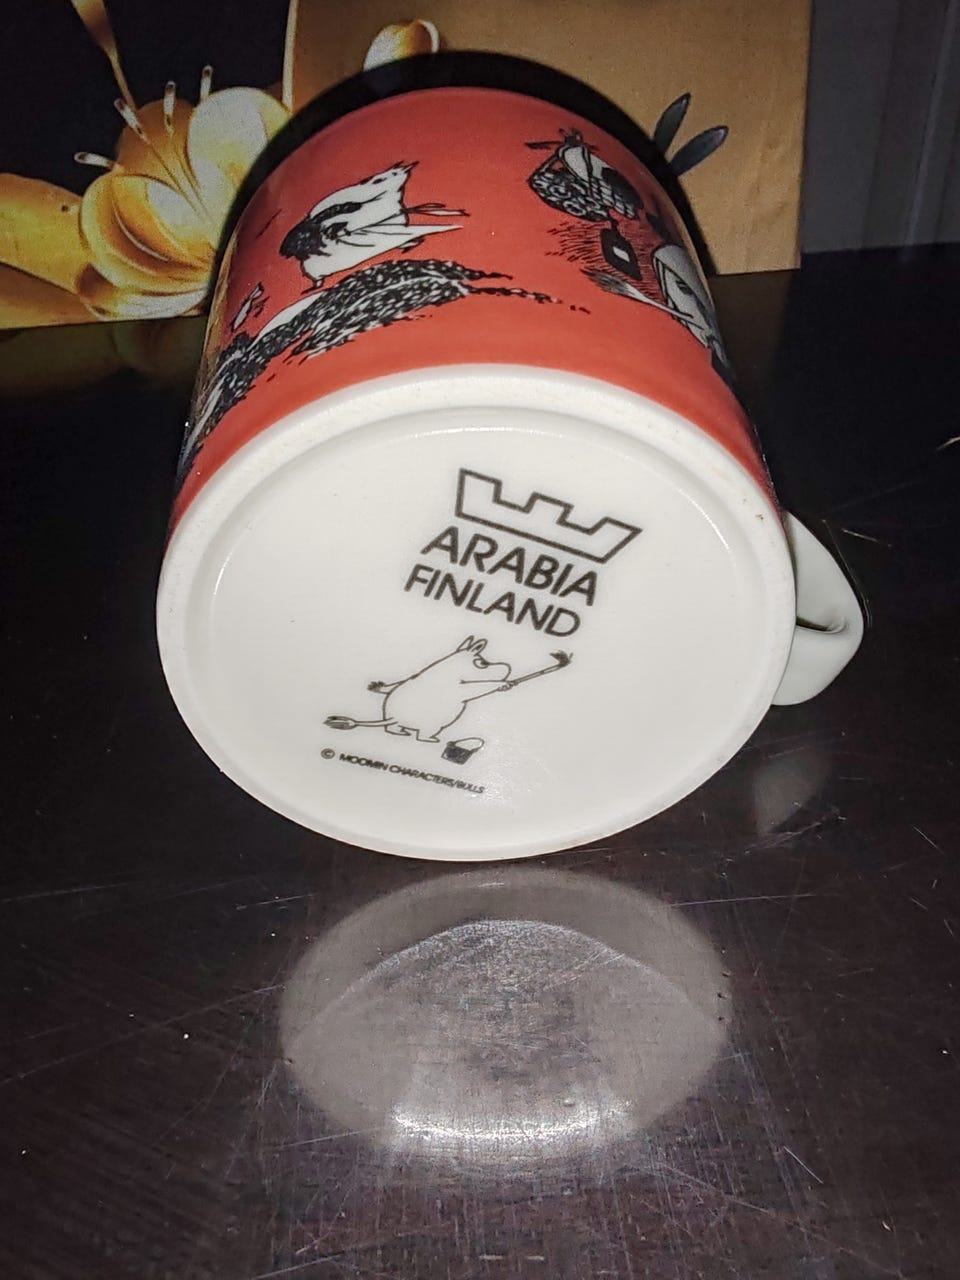 ARABIA
FINLAND
© MOOMIN CHARACTERS/BULLS